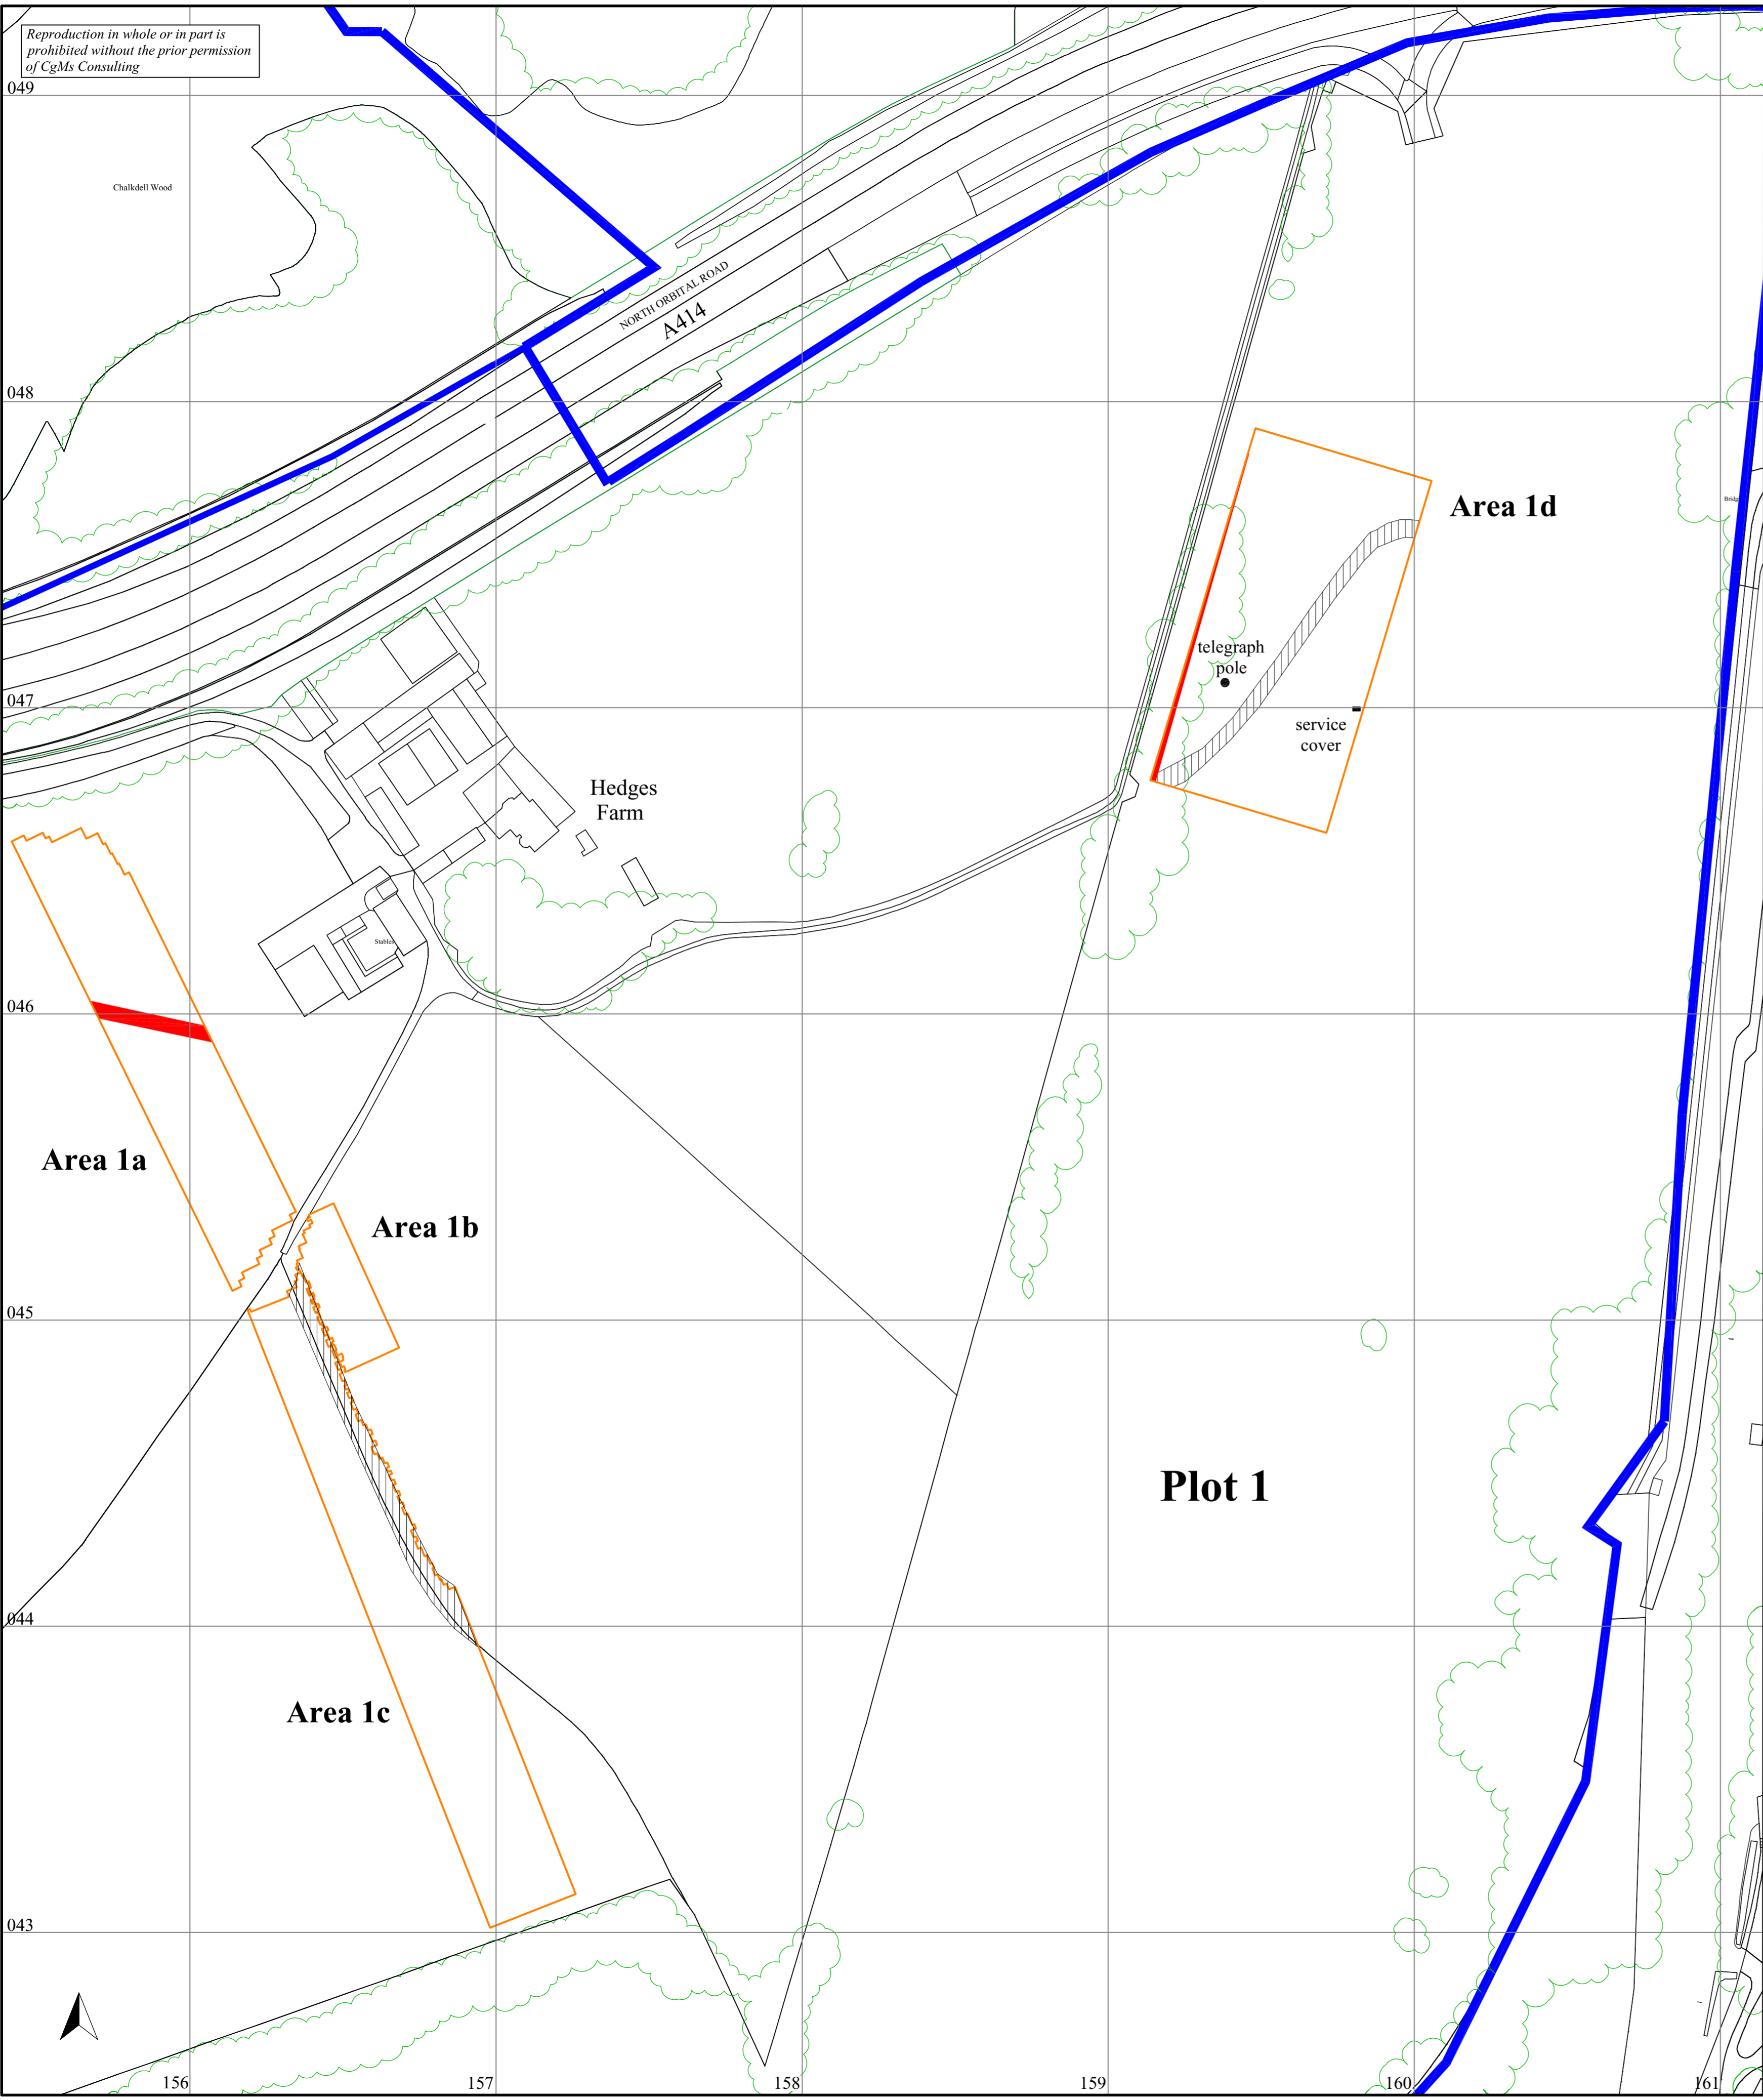 Reproduction in whole or in part is
prohibited without the prior permission
of CgMs Consulting
049
Chalkdell Wood
NORTH ORBITAL ROAD
A414
048
Area 1d
telegraph
pole
047
service
cover
Hedges
Farm
Stables
046
Area 1a
Area 1b
045
Plot 1
044
Area 1c
043
156
157
158
159
160
161